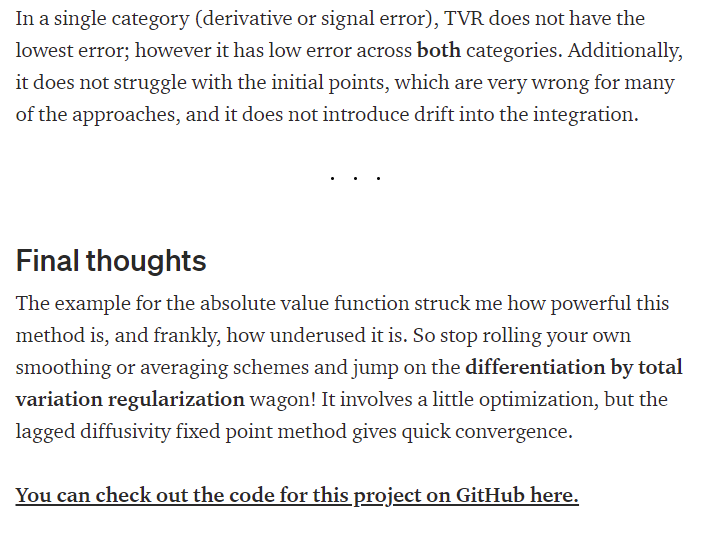 In a single category (derivative or signal error), TVR does not have the
lowest error; however it has low error across both categories. Additionally,
it does not struggle with the initial points, which are very wrong for many
of the approaches, and it does not introduce drift into the integration.
. . .
Final thoughts
The example for the absolute value function struck me how powerful this
method is, and frankly, how underused it is. So stop rolling your own
smoothing or averaging schemes and jump on the differentiation by total
variation regularization wagon! It involves a little optimization, but the
lagged diffusivity fixed point method gives quick convergence.
You can check out the code for this project on GitHub here.